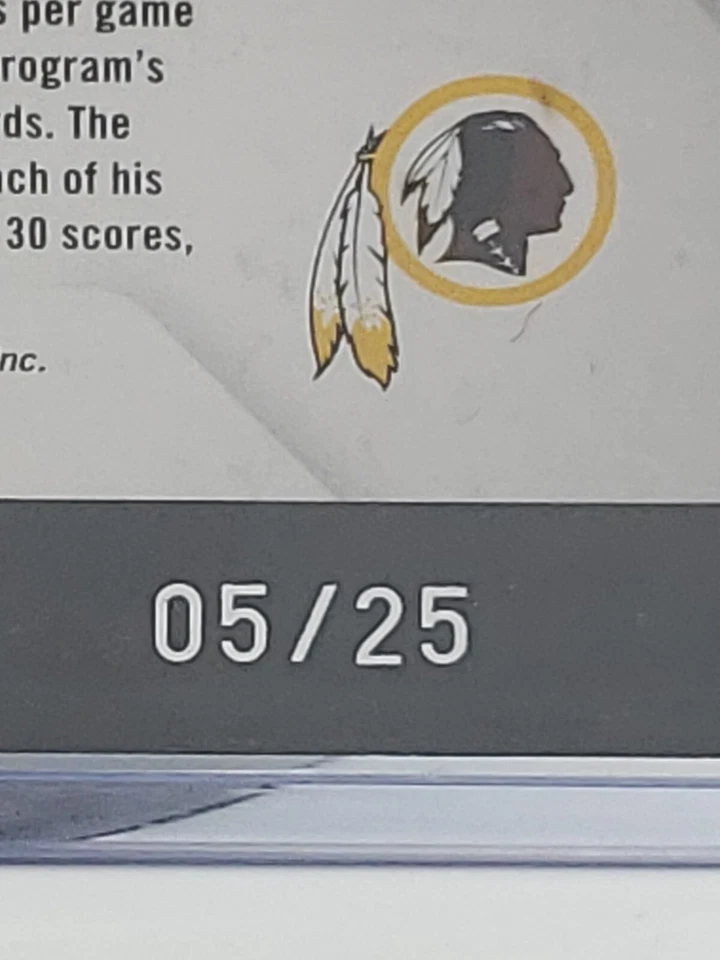 per game
rogram's
ds. The
ch of his
30 scores,
nc.
05/25